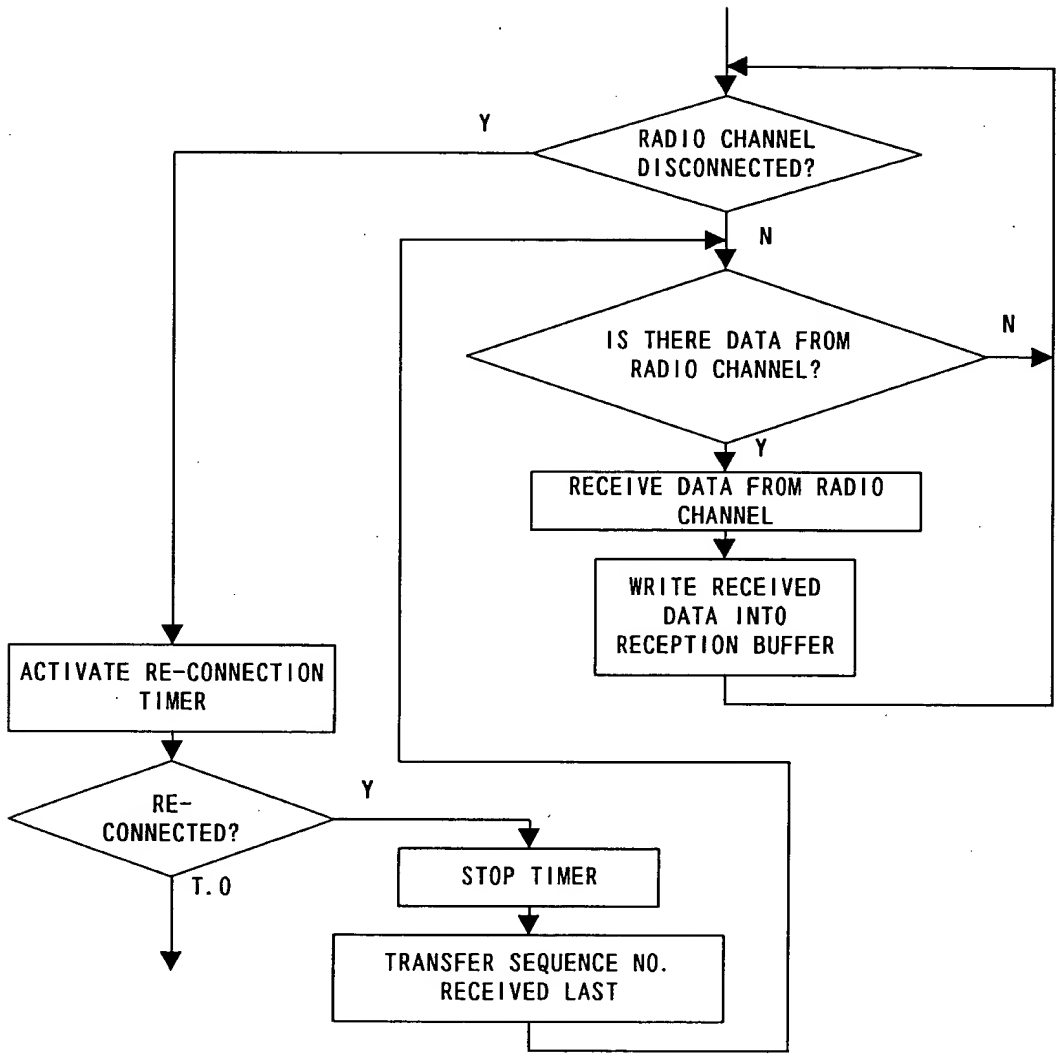 Y
RADIO CHANNEL
DISCONNECTED?
N
IS THERE DATA FROM
RADIO CHANNEL?
N
Y
RECEIVE DATA FROM RADIO
CHANNEL
WRITE RECEIVED
DATA INTO
RECEPTION BUFFER
ACTIVATE RE-CONNECTION
TIMER
RE-
CONNECTED?
Y
T.O
STOP TIMER
TRANSFER SEQUENCE NO.
RECEIVED LAST